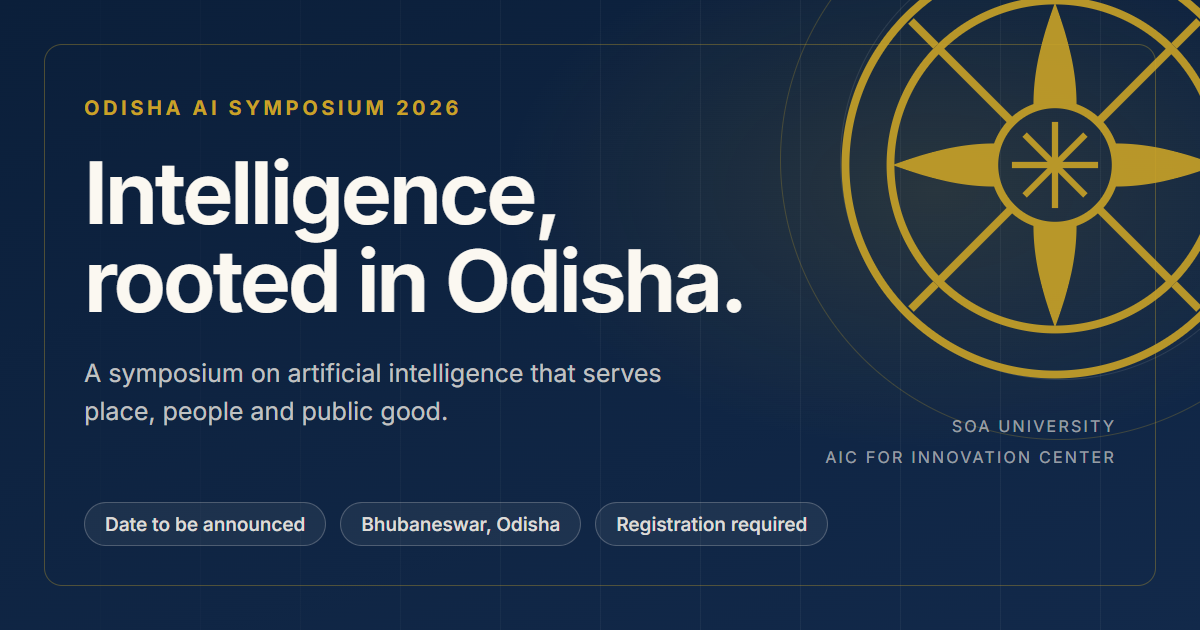 ODISHA AI SYMPOSIUM 2026
Intelligence,
rooted in Odisha.
A symposium on artificial intelligence that serves
place, people and public good.
SOA UNIVERSITY
AIC FOR INNOVATION CENTER
Date to be announced
Bhubaneswar, Odisha
Registration required